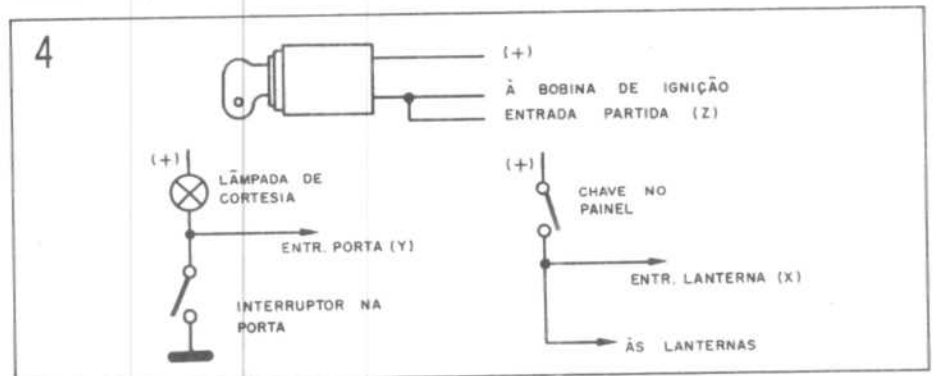 4
(+)
À BOBINA DE IGNIÇÃO
ENTRADA PARTIDA (Z)
(+)
LÂMPADA DE
CORTESIA
ENTR. PORTA (Y)
INTERRUPTOR NA
PORTA
(+)
CHAVE NO
PAINEL
ENTR. LANTERNA (X)
ÀS LANTERNAS